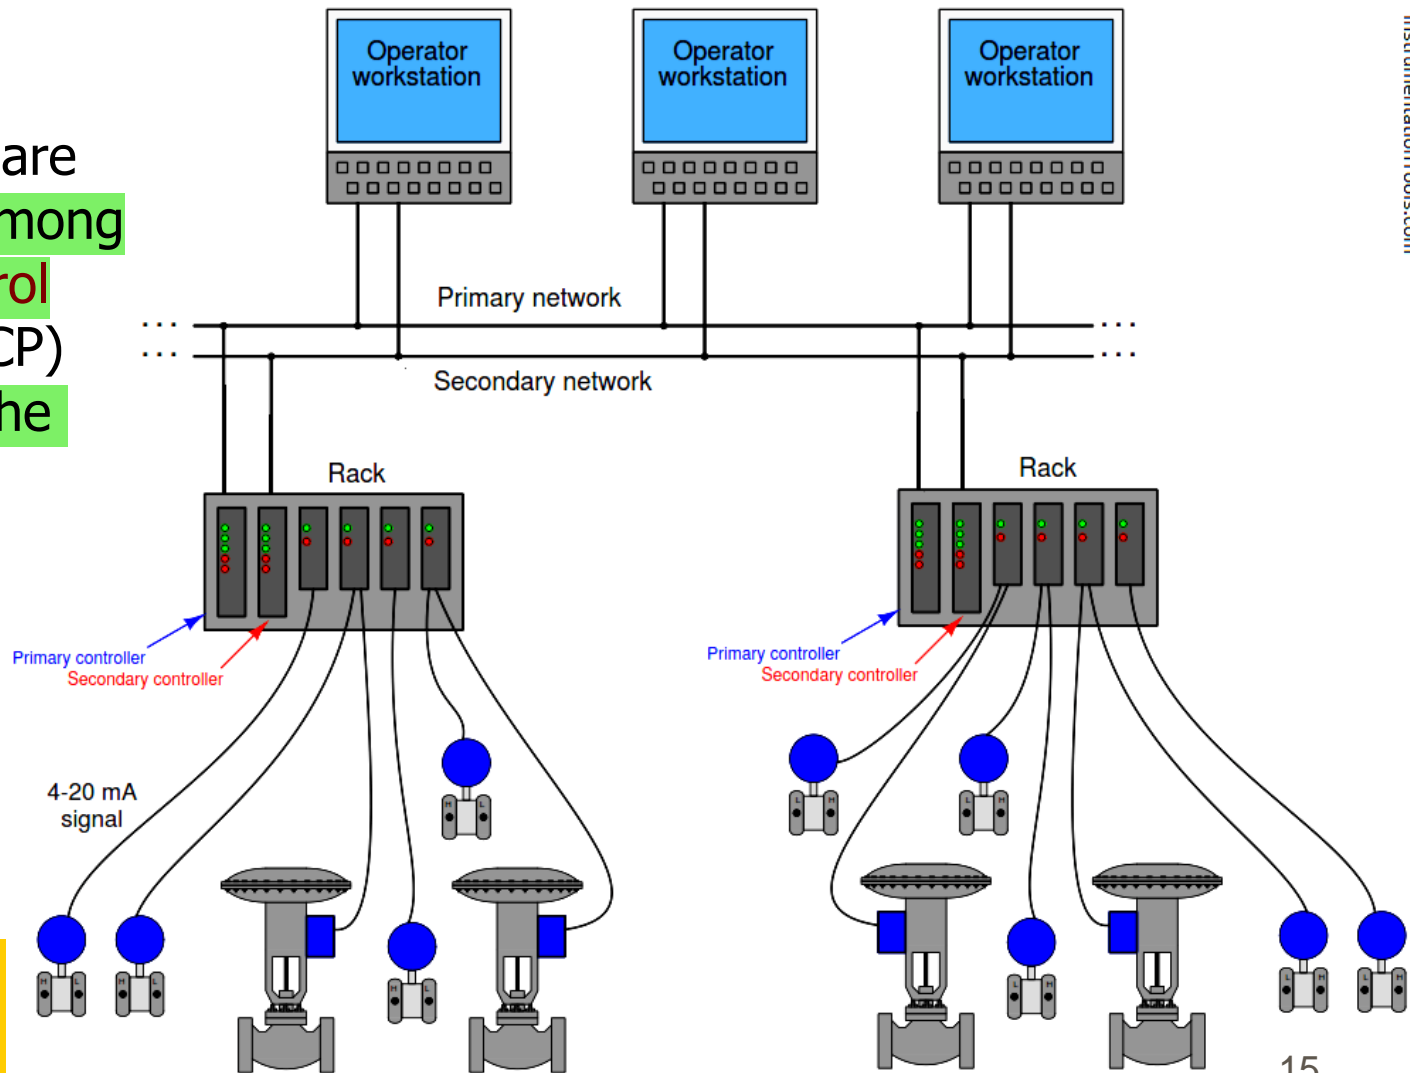 Operator
workstation
Operator
workstation
Operator
workstation
are
mong
rol
CP)
he
Primary network
Secondary network
Rack
Rack
Primary controller
Secondary controller
Primary controller
Secondary controller
4-20 mA
signal
H L
L H
L H
H L
H L
H L
L H
L H
L H
15